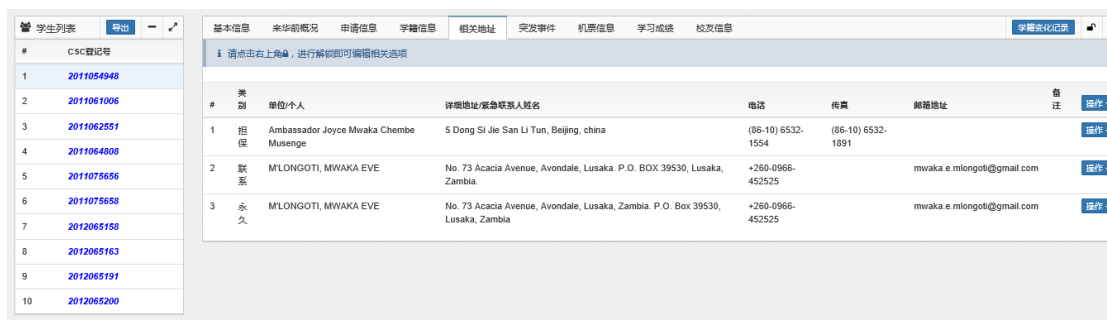 学生列表 导出
# CSC登记号
1 2011054948
2 2011061006
3 2011062551
4 2011064808
5 2011075656
6 2011075658
7 2012065158
8 2012065163
9 2012065191
10 2012065200
基本信息 来华前概况 申请信息 学籍信息 相关地址 突发事件 机票信息 学习成绩 校友信息 学籍变化记录
请点击右上角，进行解锁即可编辑相关选项
# 类别 单位/个人 详细地址/紧急联系人姓名 电话 传真 邮箱地址 备注 操作
1 担保 Ambassador Joyce Mwaka Chembe 5 Dong Si Jie San Li Tun, Beijing, china (86-10) 6532- (86-10) 6532- 操作
Musenge 1554 1891
2 联系 M'LONGOTI, MWAKA EVE No. 73 Acacia Avenue, Avondale, Lusaka. P.O. BOX 39530, Lusaka, +260-0966- mwaka.e.mlongoti@gmail.com 操作
Zambia. 452525
3 永久 M'LONGOTI, MWAKA EVE No. 73 Acacia Avenue, Avondale, Lusaka, Zambia. P.O. Box 39530, +260-0966- mwaka.e.mlongoti@gmail.com 操作
Lusaka, Zambia 452525